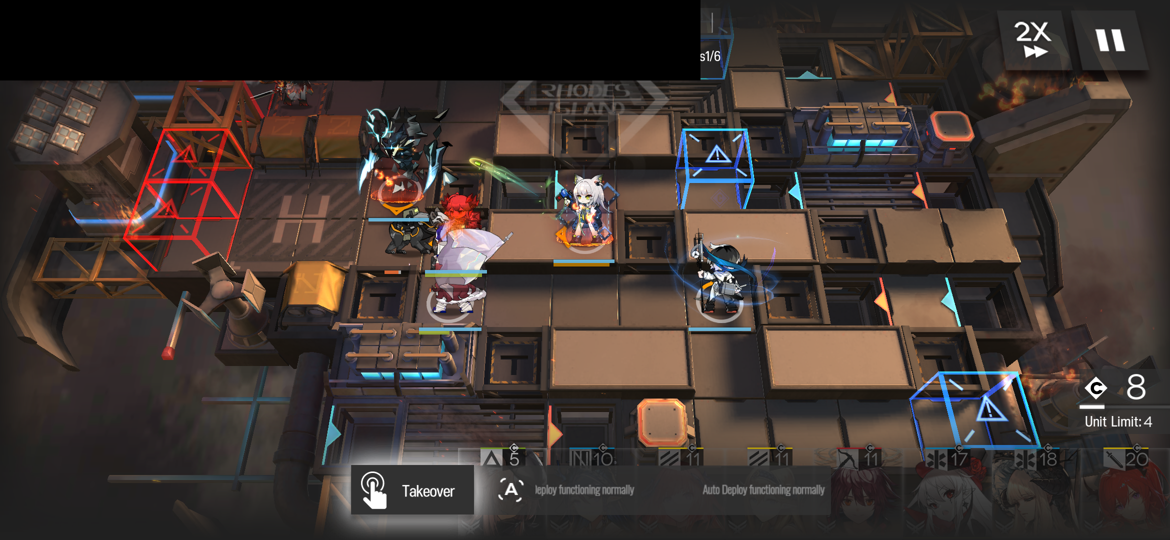 2X
s1/6
RHODES
ISLAND
H
8
Unit Limit: 4
5
10
11
11
11
17
18
20
Takeover
A
eploy functioning normally
Auto Deploy functioning normally